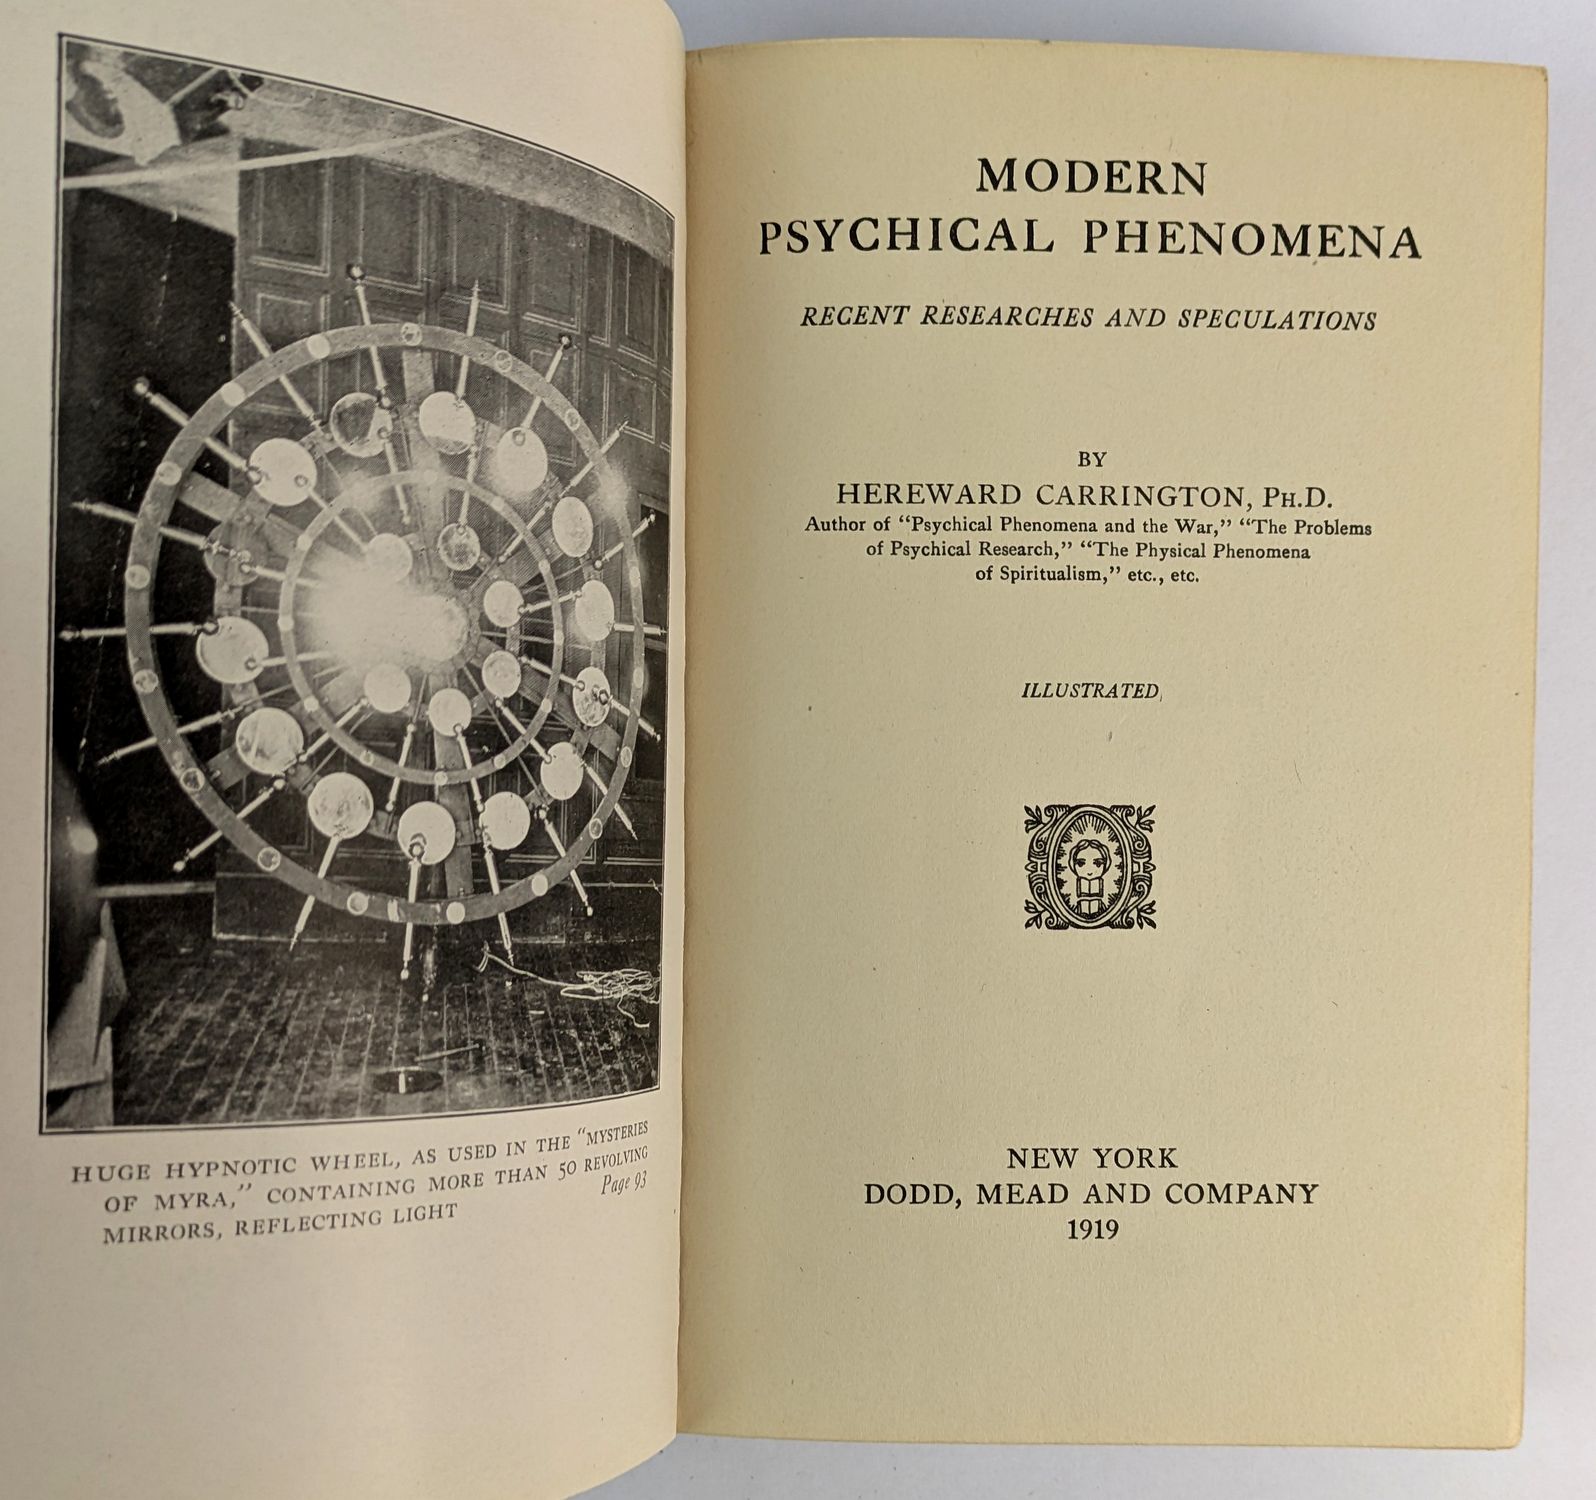 HUGE HYPNOTIC WHEEL, AS USED IN THE “MYSTERIES
OF MYRA,” CONTAINING MORE THAN 50 REVOLVING
MIRRORS, REFLECTING LIGHT
Page 93
MODERN
PSYCHICAL PHENOMENA
RECENT RESEARCHES AND SPECULATIONS
BY
HEREWARD CARRINGTON, PH.D.
Author of “Psychical Phenomena and the War,” “The Problems
of Psychical Research,” “The Physical Phenomena
of Spiritualism,” etc., etc.
ILLUSTRATED
NEW YORK
DODD, MEAD AND COMPANY
1919